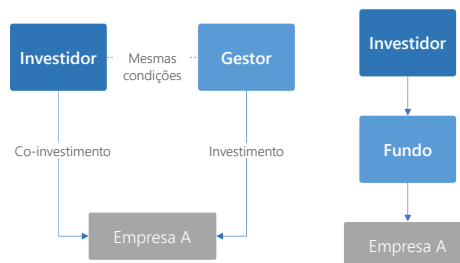 Investidor
Mesmas
condições
Gestor
Co-investimento
Investimento
Empresa A
Investidor
Fundo
Empresa A